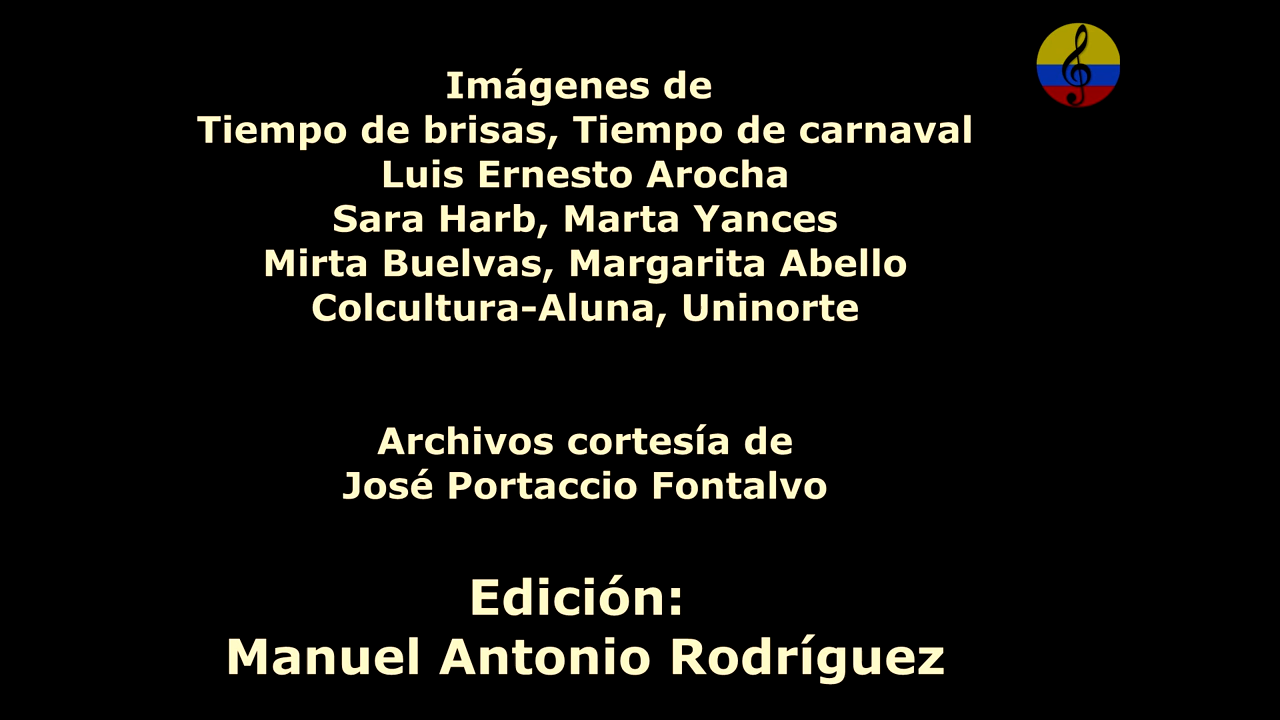 Imágenes de
Tiempo de brisas, Tiempo de carnaval
Luis Ernesto Arocha
Sara Harb, Marta Yances
Mirta Buelvas, Margarita Abello
Colcultura-Aluna, Uninorte
Archivos cortesía de
José Portaccio Fontalvo
Edición:
Manuel Antonio Rodríguez